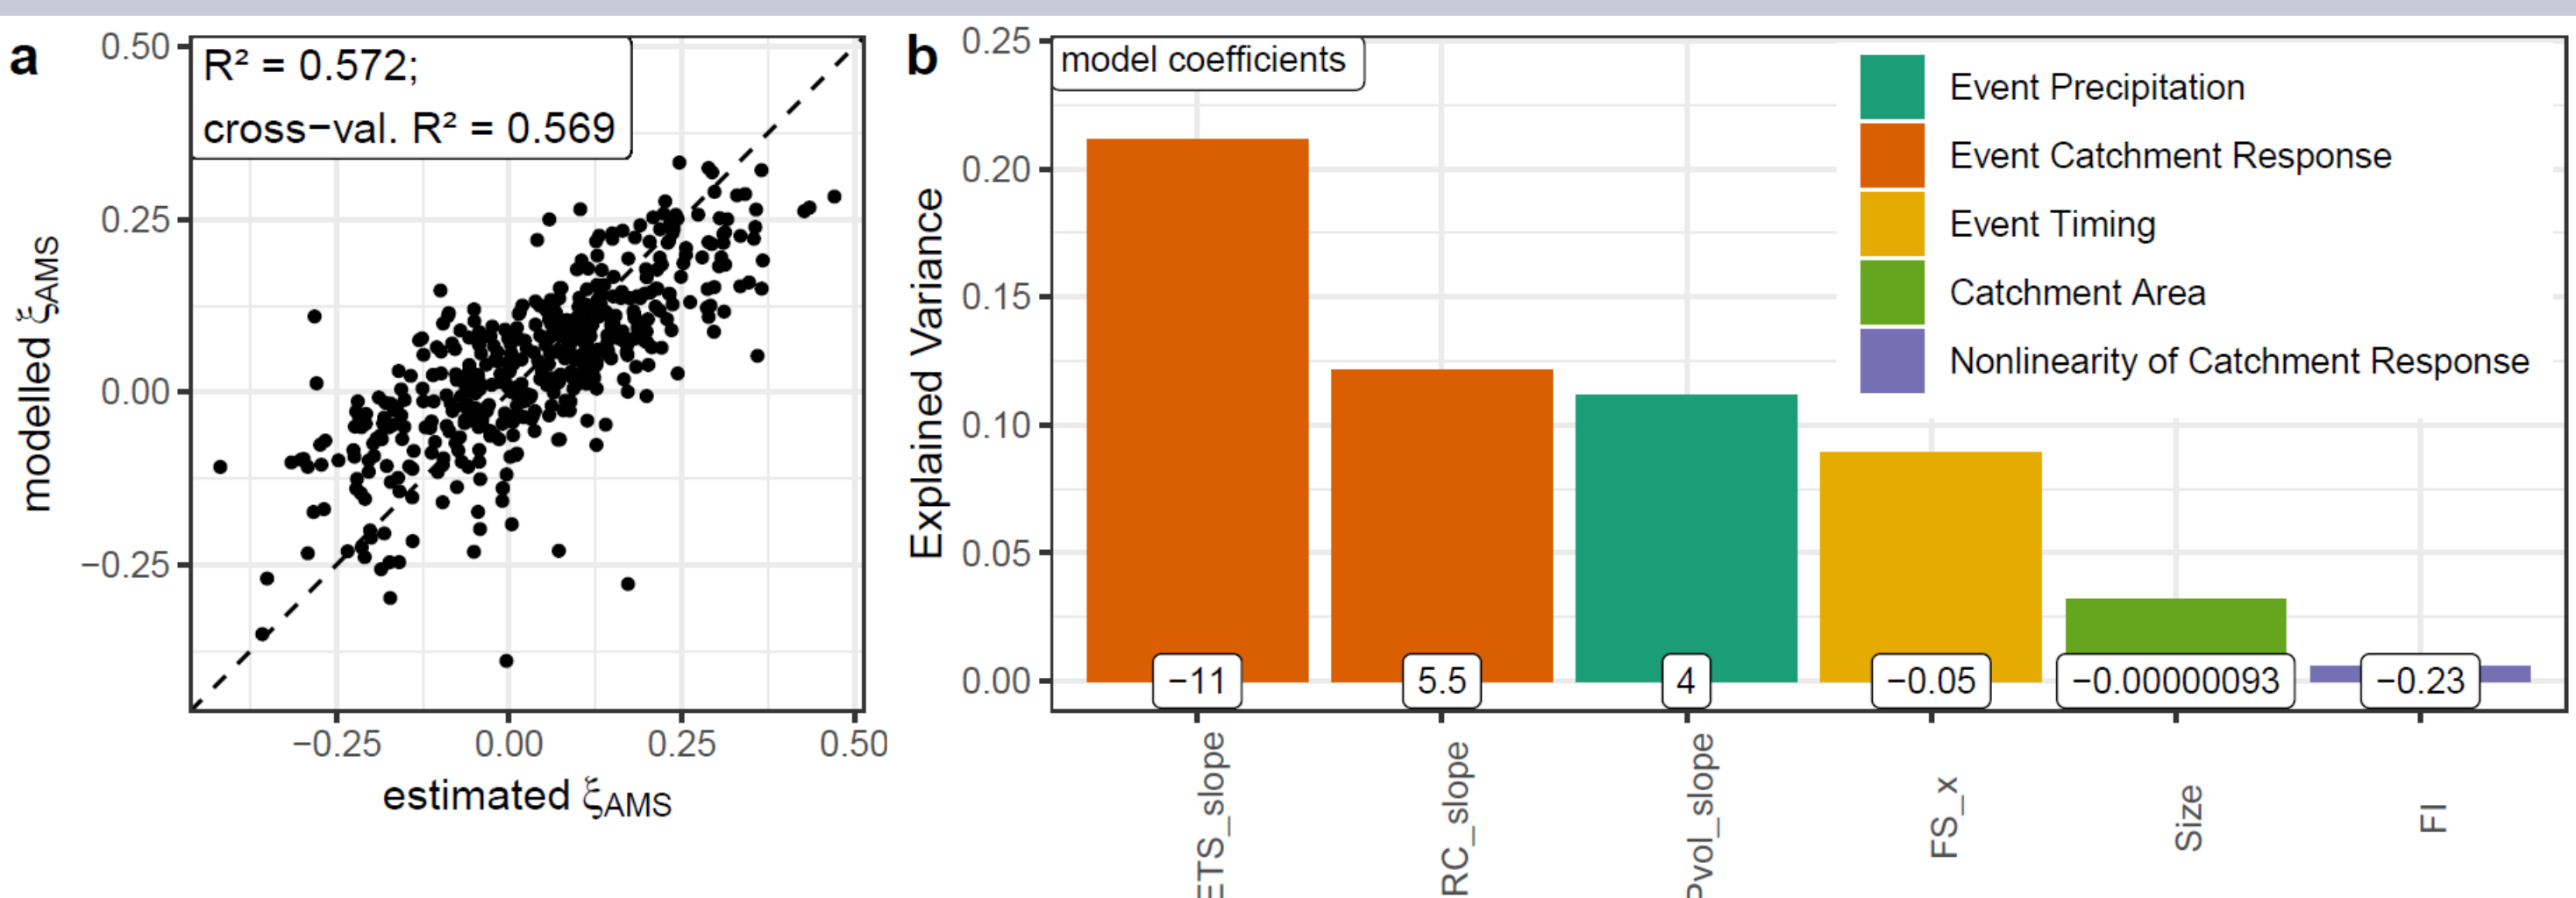 a
R² = 0.572;
cross−val. R² = 0.569
0.50
0.25
0.00
−0.25
modelled ξAMS
−0.25 0.00 0.25 0.50
estimated ξAMS
b
model coefficients
Event Precipitation
Event Catchment Response
Event Timing
Catchment Area
Nonlinearity of Catchment Response
0.25
0.20
0.15
0.10
0.05
0.00
Explained Variance
−11 5.5 4 −0.05 −0.00000093 −0.23
ETS_slope
RC_slope
Pvol_slope
FS_x
Size
FI